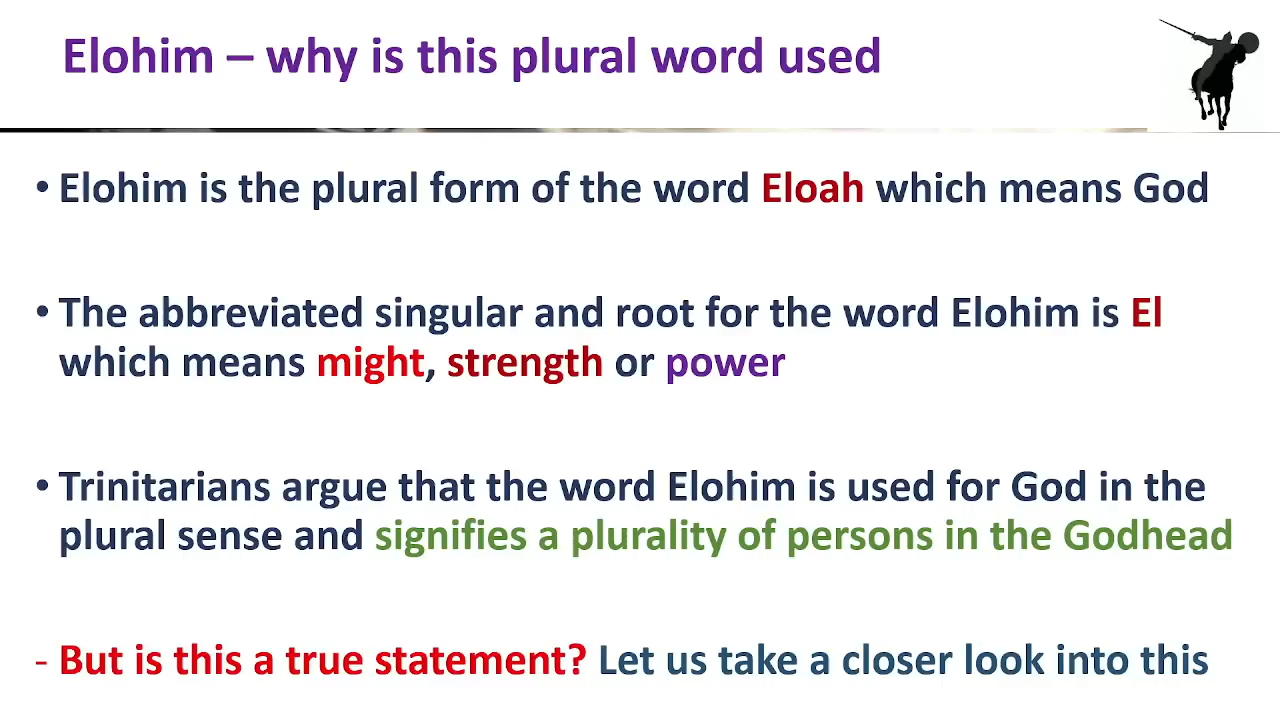 Elohim – why is this plural word used
• Elohim is the plural form of the word Eloah which means God
• The abbreviated singular and root for the word Elohim is El
which means might, strength or power
• Trinitarians argue that the word Elohim is used for God in the
plural sense and signifies a plurality of persons in the Godhead
- But is this a true statement? Let us take a closer look into this